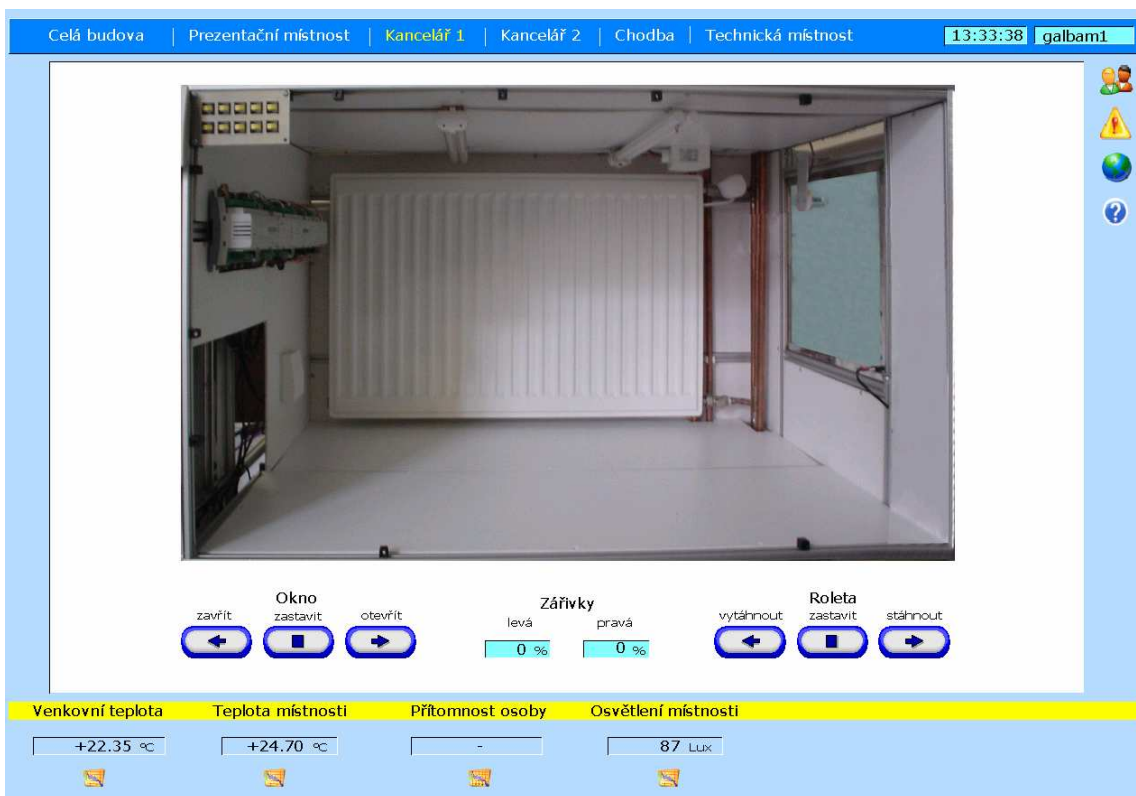 Celá budova | Prezentační místnost | Kancelář 1 | Kancelář 2 | Chodba | Technická místnost 13:33:38 galbam1
Okno
zavřít zastavit otevřít
Zářivky
levá pravá
0 % 0 %
Roleta
vytáhnout zastavit stáhnout
Venkovní teplota Teplota místnosti Přítomnost osoby Osvětlení místnosti
+22.35 °C +24.70 °C - 87 Lux